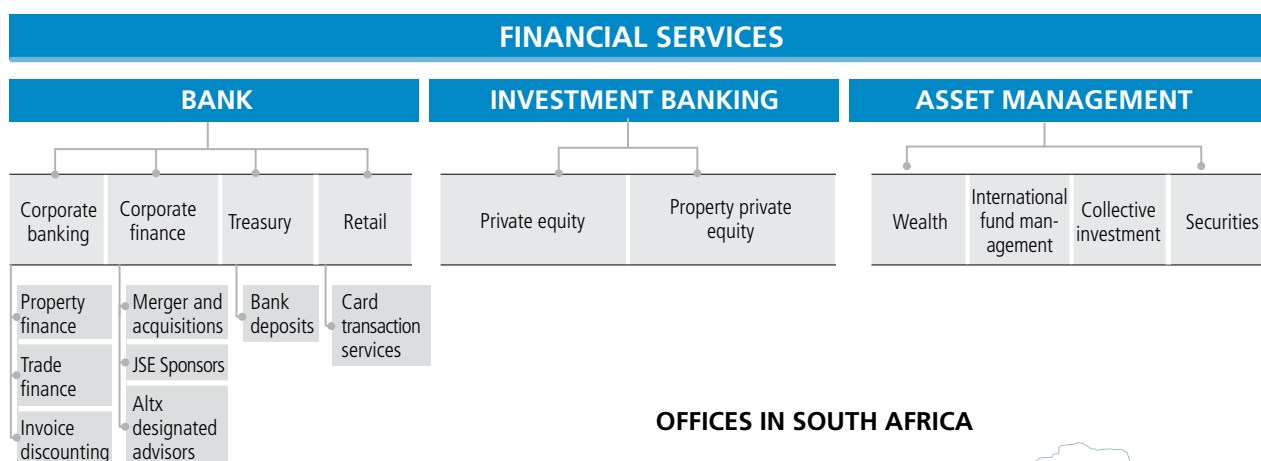 FINANCIAL SERVICES
BANK
INVESTMENT BANKING
ASSET MANAGEMENT
Corporate
banking
Corporate
finance
Treasury
Retail
Private equity
Property private
equity
Wealth
International
fund man-
agement
Collective
investment
Securities
Property
finance
Trade
finance
Invoice
discounting
Merger and
acquisitions
JSE Sponsors
Altx
designated
advisors
Bank
deposits
Card
transaction
services
OFFICES IN SOUTH AFRICA